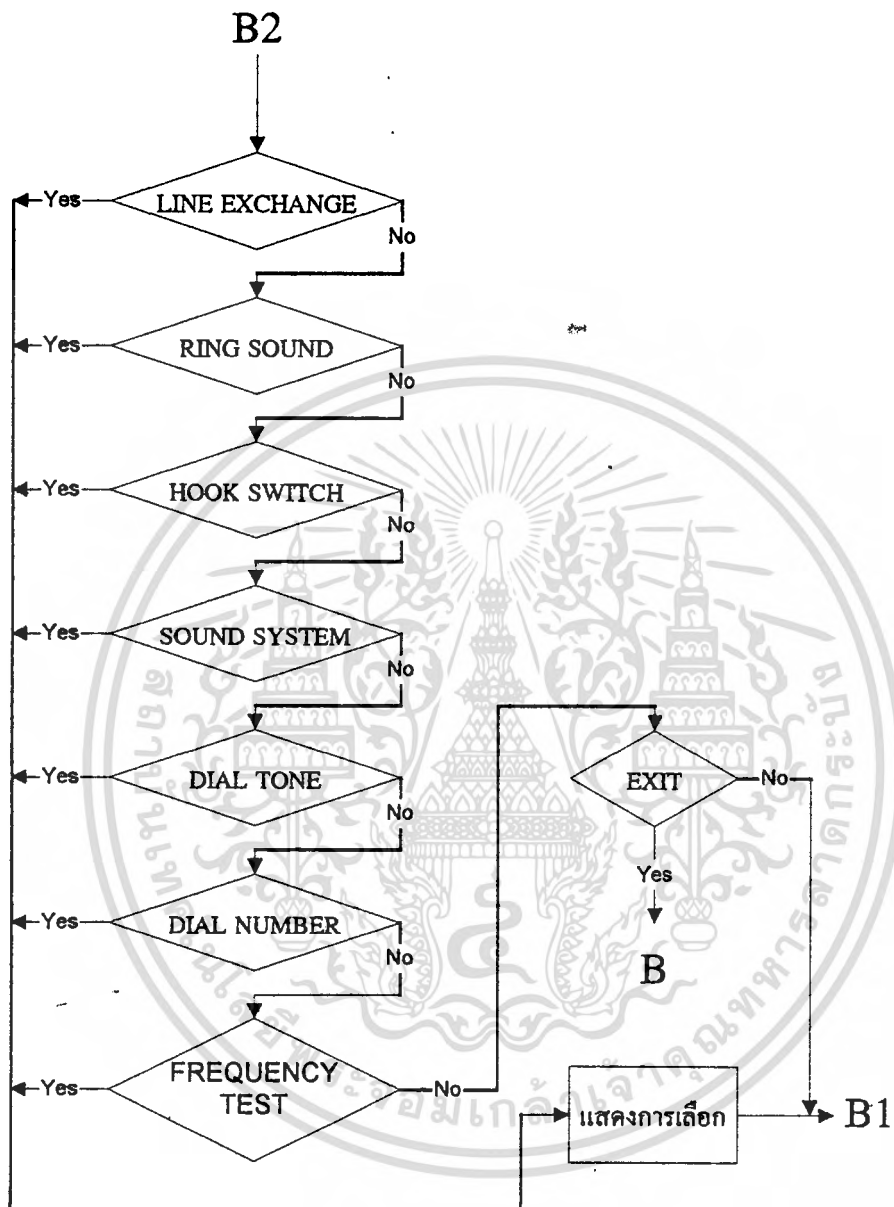 B2
Yes
LINE EXCHANGE
No
Yes
RING SOUND
No
Yes
HOOK SWITCH
No
Yes
SOUND SYSTEM
No
Yes
DIAL TONE
No
EXIT
No
Yes
Yes
DIAL NUMBER
No
B
Yes
FREQUENCY
TEST
No
แสดงการเลือก
B1